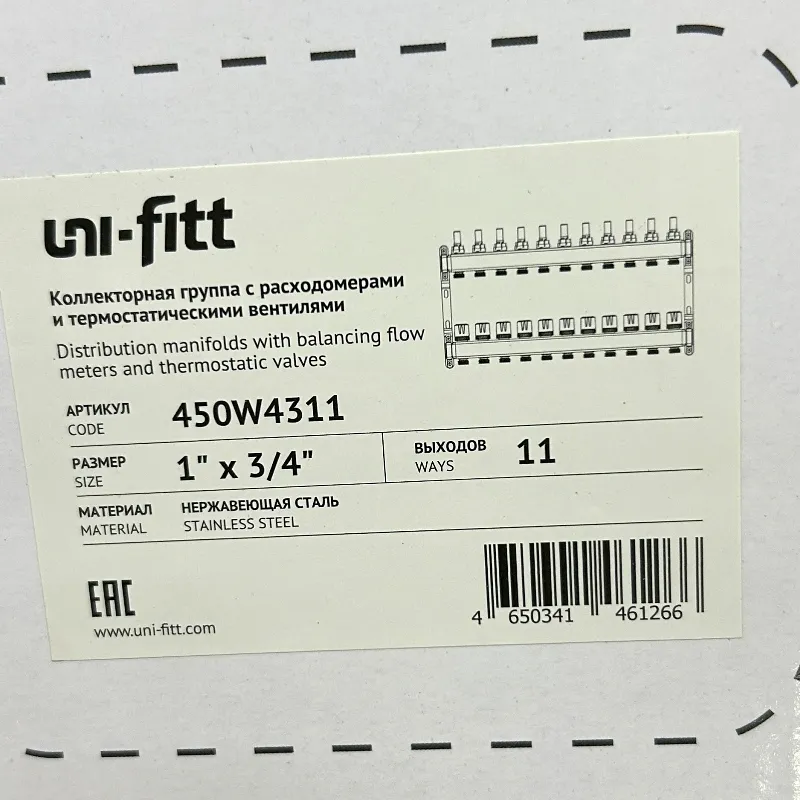 uni-fitt
Коллекторная группа с расходомерами
и термостатическими вентилями
Distribution manifolds with balancing flow
meters and thermostatic valves
АРТИКУЛ
CODE
450W4311
РАЗМЕР
SIZE
1" x 3/4"
ВЫХОДОВ
WAYS
11
МАТЕРИАЛ
MATERIAL
НЕРЖАВЕЮЩАЯ СТАЛЬ
STAINLESS STEEL
EAC
www.uni-fitt.com
4 650341 461266